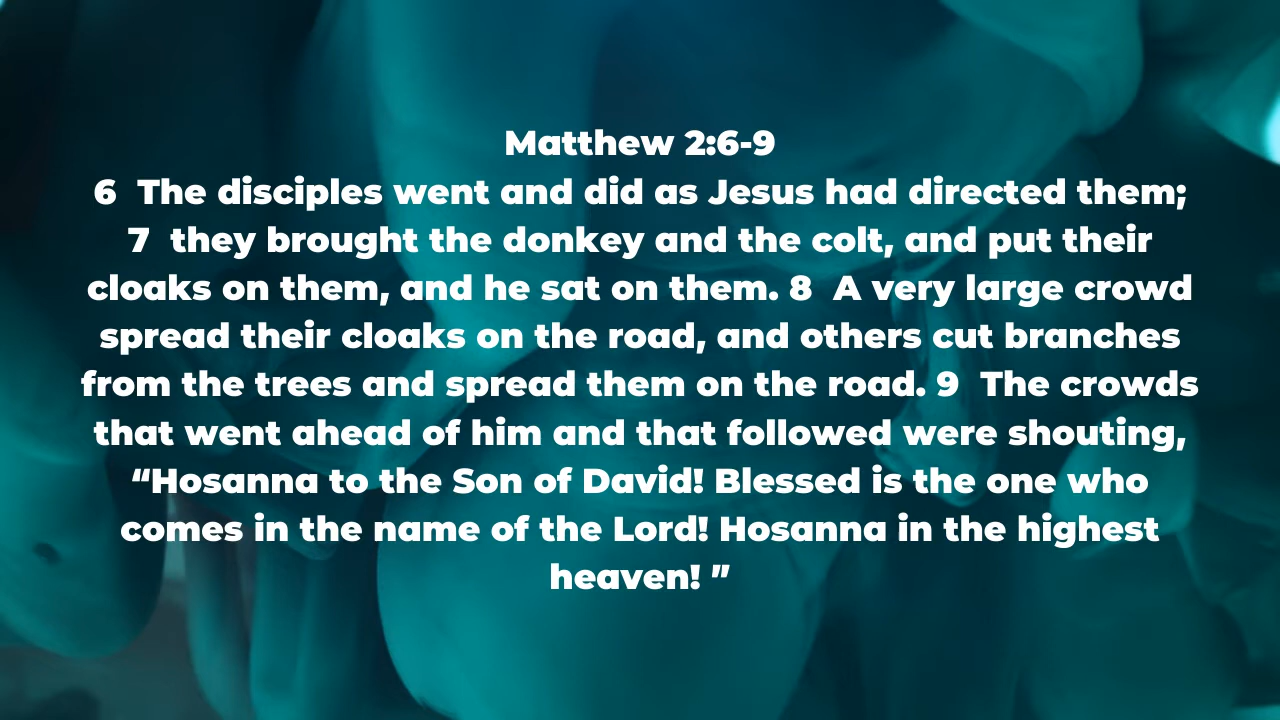 Matthew 2:6-9
6  The disciples went and did as Jesus had directed them;
7  they brought the donkey and the colt, and put their
cloaks on them, and he sat on them. 8  A very large crowd
spread their cloaks on the road, and others cut branches
from the trees and spread them on the road. 9  The crowds
that went ahead of him and that followed were shouting,
“Hosanna to the Son of David! Blessed is the one who
comes in the name of the Lord! Hosanna in the highest
heaven! ”